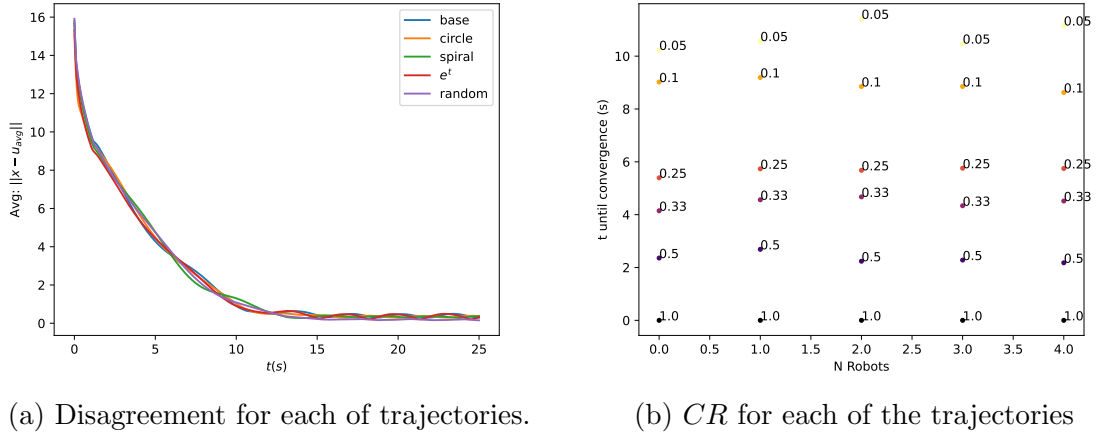 16
14
12
10
8
6
4
2
0
Avg: ||x − u_avg||
base
circle
spiral
e^t
random
0 5 10 15 20 25
t(s)
(a) Disagreement for each of trajectories.
10
8
6
4
2
0
t until convergence (s)
0.05 0.05 0.05 0.05 0.05
0.1 0.1 0.1 0.1 0.1
0.25 0.25 0.25 0.25 0.25
0.33 0.33 0.33 0.33 0.33
0.5 0.5 0.5 0.5 0.5
1.0 1.0 1.0 1.0 1.0
0.0 0.5 1.0 1.5 2.0 2.5 3.0 3.5 4.0
N Robots
(b) CR for each of the trajectories